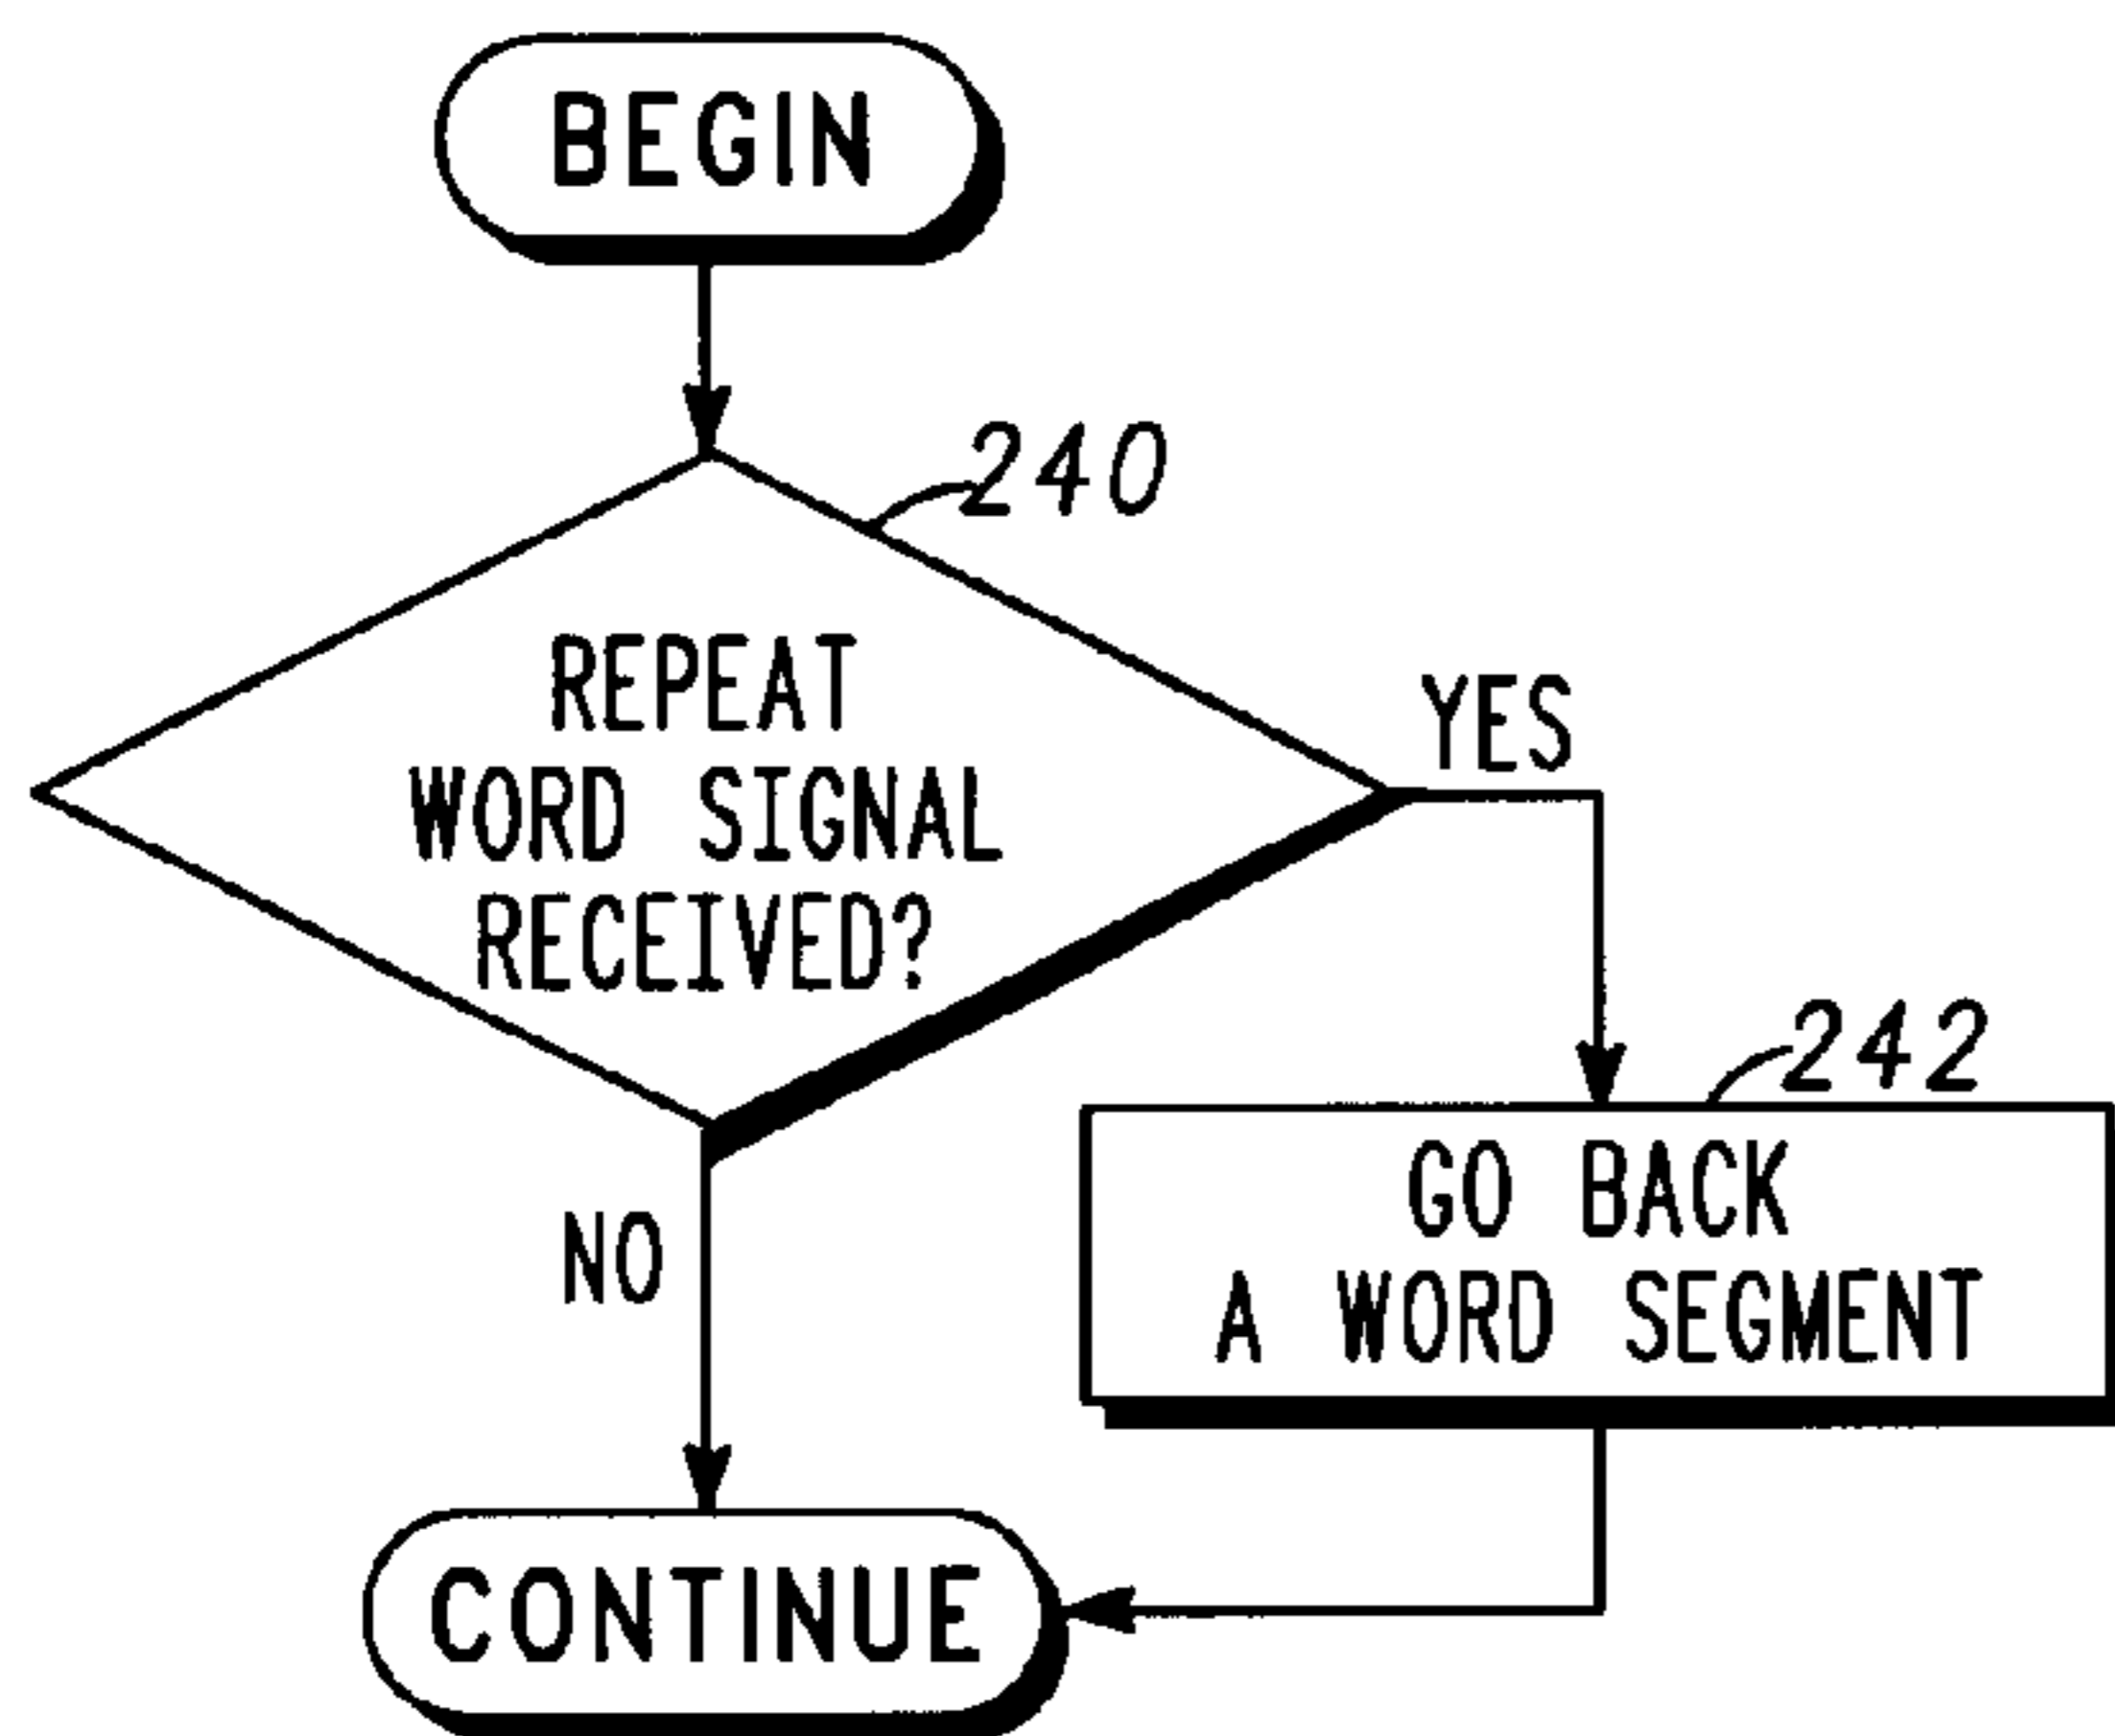 BEGIN
240
REPEAT
WORD SIGNAL
RECEIVED?
YES
242
GO BACK
A WORD SEGMENT
NO
CONTINUE